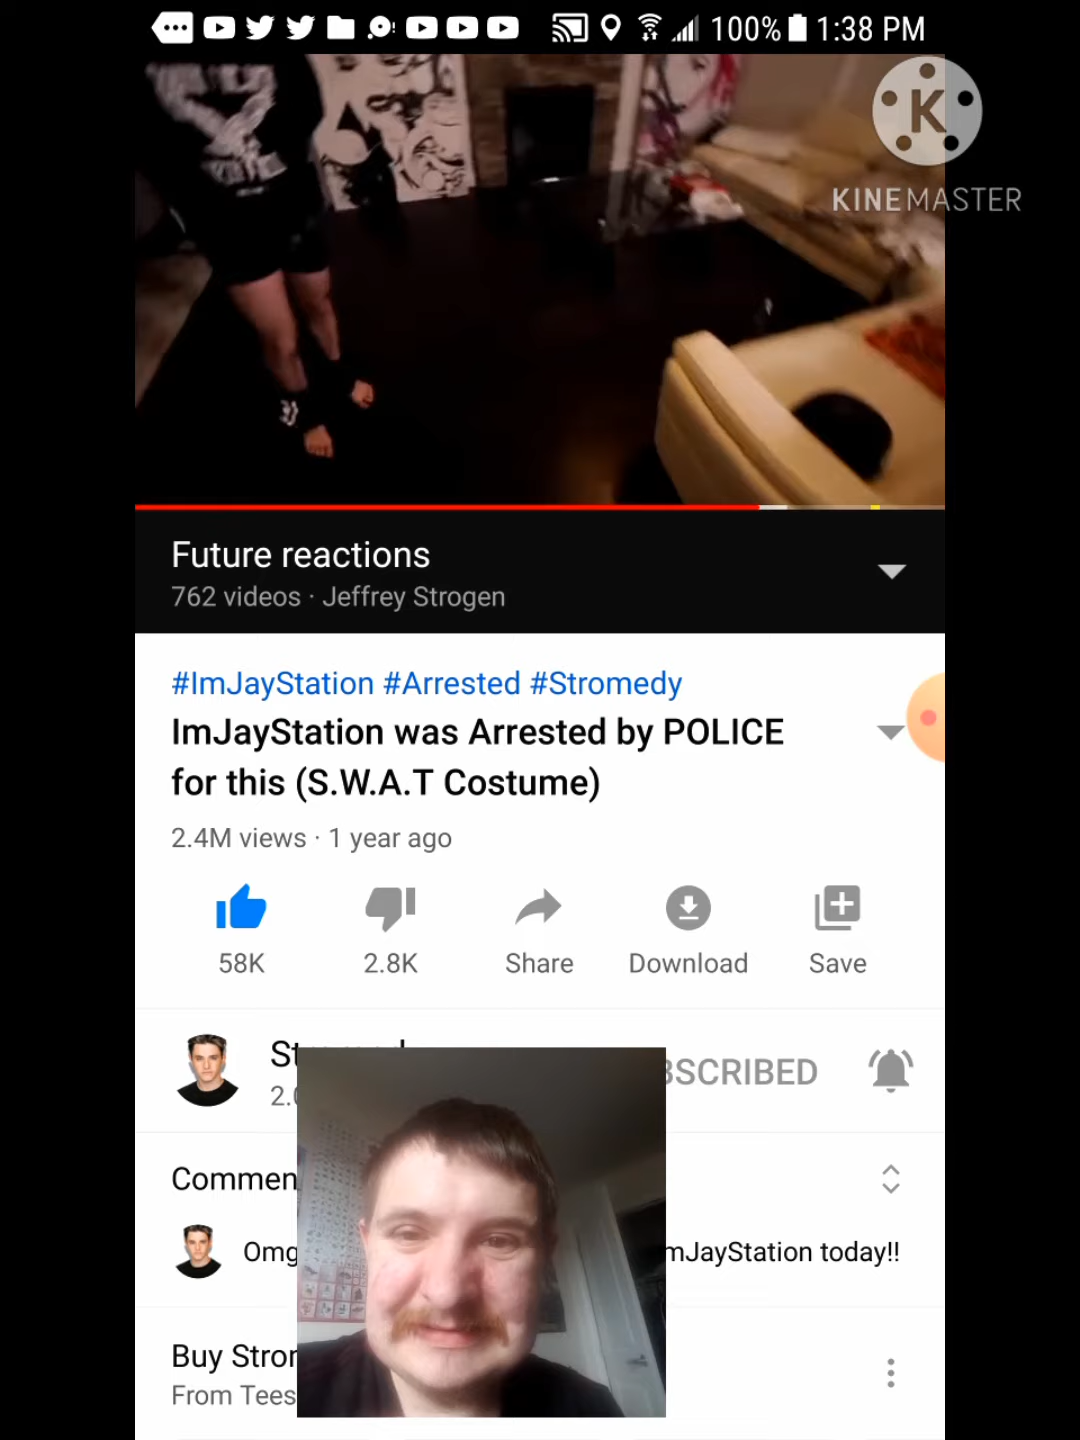 100% 1:38 PM
K
KINEMASTER
Future reactions
762 videos · Jeffrey Strogen
#ImJayStation #Arrested #Stromedy
ImJayStation was Arrested by POLICE
for this (S.W.A.T Costume)
2.4M views · 1 year ago
58K 2.8K Share Download Save
BSCRIBED
2.
Commen
Omg mJayStation today!!
Buy Stro
From Tees